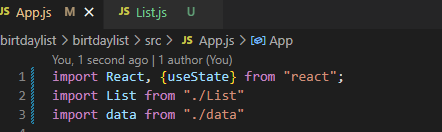 JS App.js M X JS List.js U
birtdaylist > birtdaylist > src > JS App.js > App
You, 1 second ago | 1 author (You)
1 import React, {useState} from "react";
2 import List from "./List"
3 import data from "./data"